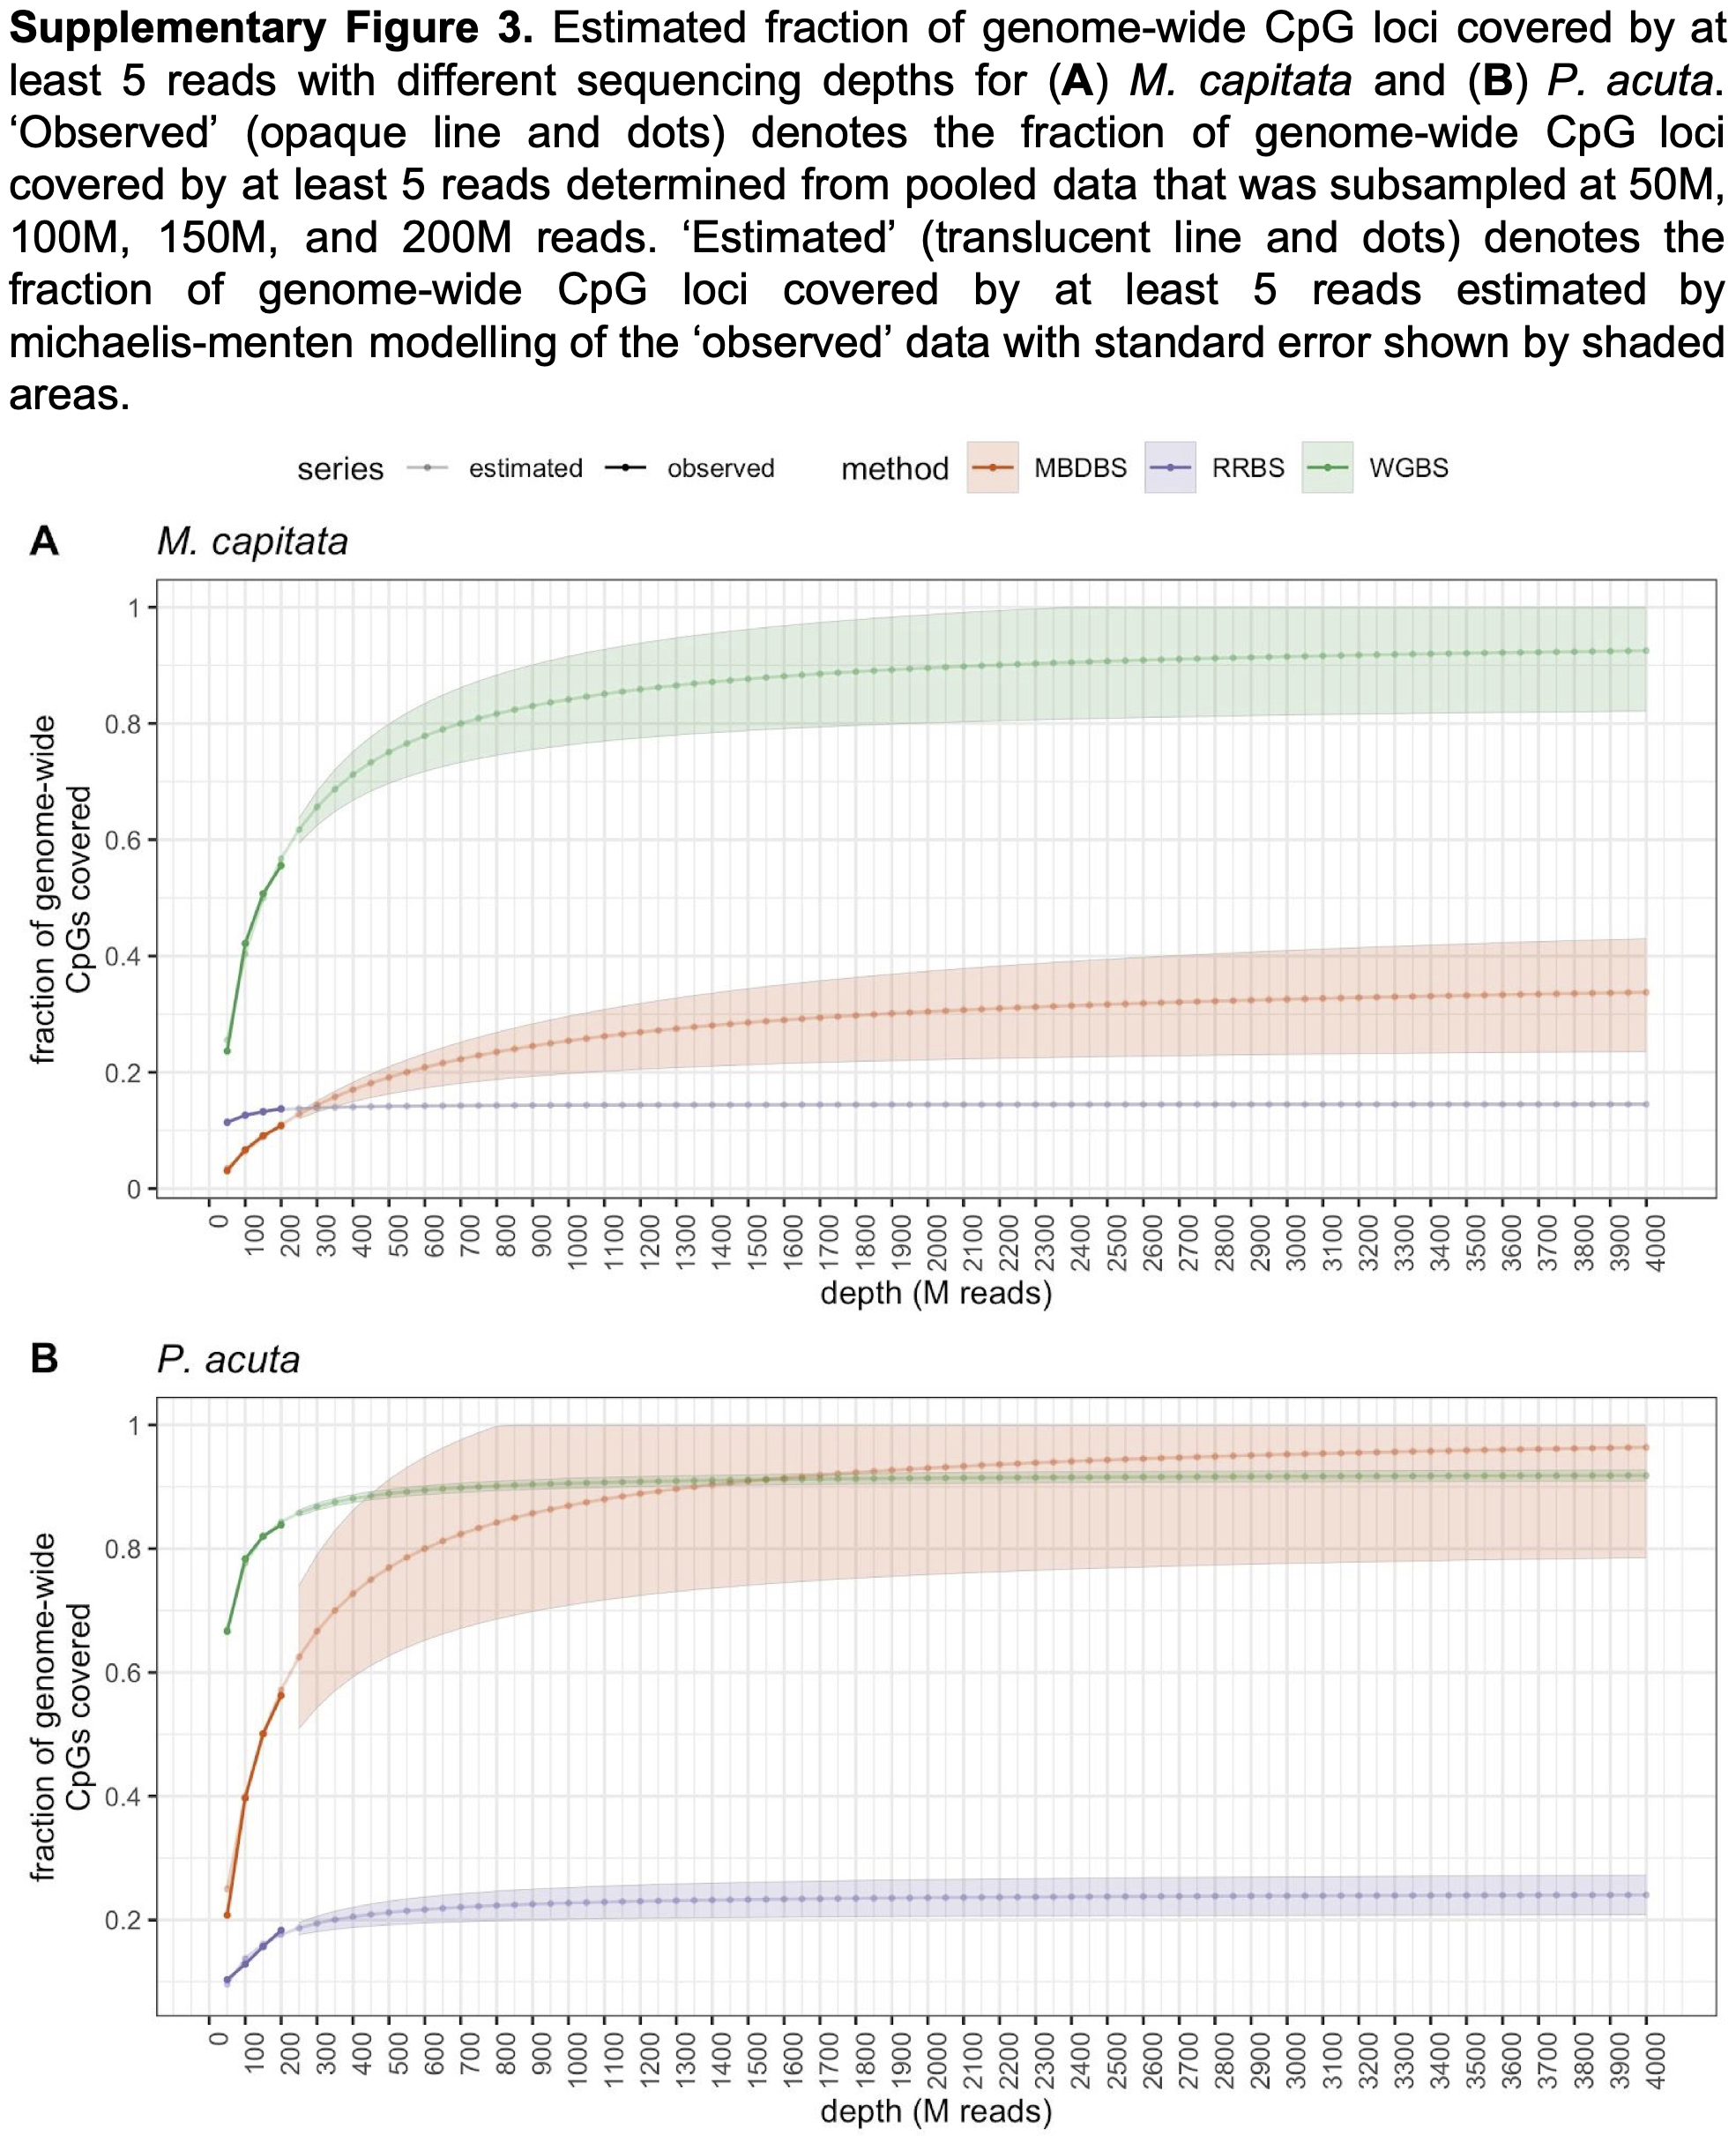 Supplementary Figure 3. Estimated fraction of genome-wide CpG loci covered by at
least 5 reads with different sequencing depths for (A) M. capitata and (B) P. acuta.
‘Observed’ (opaque line and dots) denotes the fraction of genome-wide CpG loci
covered by at least 5 reads determined from pooled data that was subsampled at 50M,
100M, 150M, and 200M reads. ‘Estimated’ (translucent line and dots) denotes the
fraction of genome-wide CpG loci covered by at least 5 reads estimated by
michaelis-menten modelling of the ‘observed’ data with standard error shown by shaded
areas.
series estimated observed method MBDBS RRBS WGBS
A M. capitata
fraction of genome-wide
CpGs covered
1
0.8
0.6
0.4
0.2
0
0 100 200 300 400 500 600 700 800 900 1000 1100 1200 1300 1400 1500 1600 1700 1800 1900 2000 2100 2200 2300 2400 2500 2600 2700 2800 2900 3000 3100 3200 3300 3400 3500 3600 3700 3800 3900 4000
depth (M reads)
B P. acuta
fraction of genome-wide
CpGs covered
1
0.8
0.6
0.4
0.2
0 100 200 300 400 500 600 700 800 900 1000 1100 1200 1300 1400 1500 1600 1700 1800 1900 2000 2100 2200 2300 2400 2500 2600 2700 2800 2900 3000 3100 3200 3300 3400 3500 3600 3700 3800 3900 4000
depth (M reads)